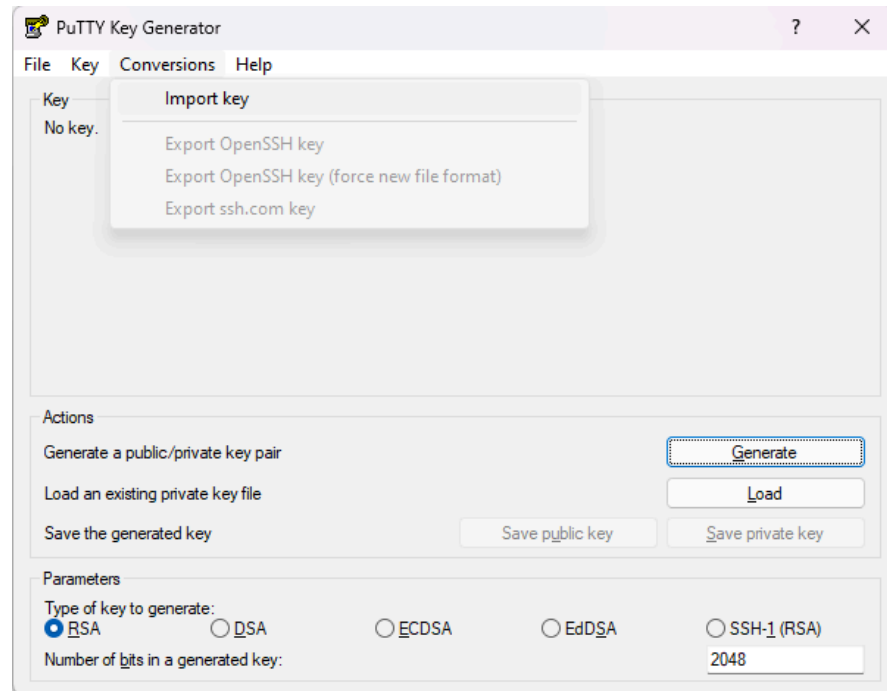 PuTTY Key Generator ?
File Key Conversions Help
Import key
Export OpenSSH key
Export OpenSSH key (force new file format)
Export ssh.com key
Key
No key.
Actions
Generate a public/private key pair Generate
Load an existing private key file Load
Save the generated key Save public key Save private key
Parameters
Type of key to generate:
RSA DSA ECDSA EdDSA SSH-1 (RSA)
Number of bits in a generated key: 2048